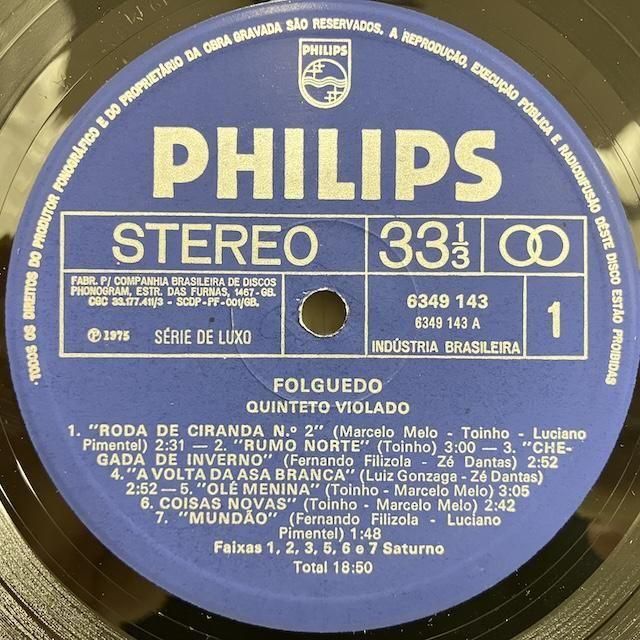 ·TODOS OS DIREITOS DO PRODUTOR FONOGRÁFICO E DO PROPRIETÁRIO DA OBRA GRAVADA SÃO RESERVADOS. A REPRODUÇÃO, EXECUÇÃO PÚBLICA E RADIODIFUSÃO DÊSTE DISCO ESTÃO PROIBIDAS
PHILIPS
PHILIPS
STEREO
33 1/3
FABR. P/ COMPANHIA BRASILEIRA DE DISCOS
PHONOGRAM, ESTR. DAS FURNAS, 1467-GB.
CGC 33.177.411/3 - SCDP-PF-001/GB.
℗ 1975 SÉRIE DE LUXO
6349 143
6349 143 A
INDÚSTRIA BRASILEIRA
1
FOLGUEDO
QUINTETO VIOLADO
1. "RODA DE CIRANDA N.º 2" (Marcelo Melo - Toinho - Luciano
Pimentel) 2:31 — 2. "RUMO NORTE" (Toinho) 3:00 — 3. "CHE-
GADA DE INVERNO" (Fernando Filizola - Zé Dantas) 2:52
4. "A VOLTA DA ASA BRANCA" (Luiz Gonzaga - Zé Dantas)
2:52 — 5. "OLÉ MENINA" (Toinho - Marcelo Melo) 3:05
6. COISAS NOVAS" (Toinho - Marcelo Melo) 2:42
7. "MUNDÃO" (Fernando Filizola - Luciano
Pimentel) 1:48
Faixas 1, 2, 3, 5, 6 e 7 Saturno
Total 18:50